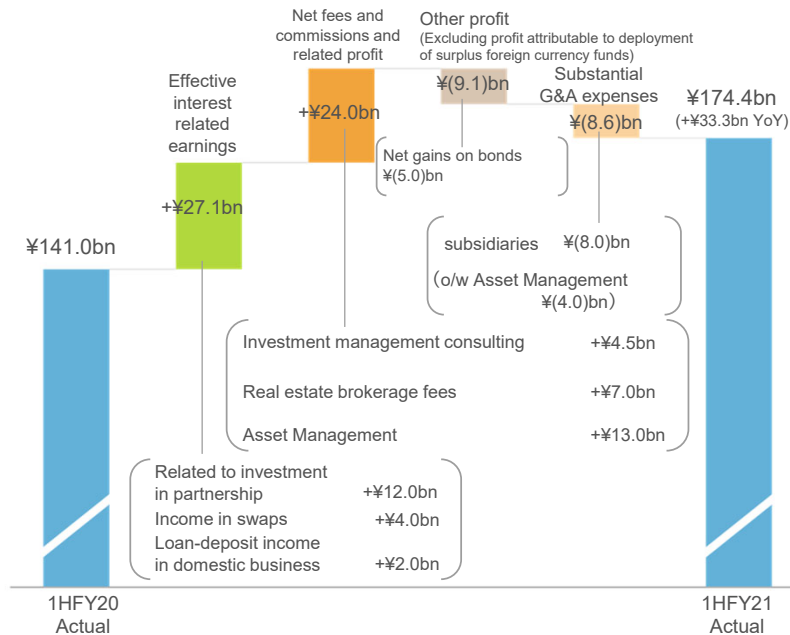 Net fees and
commissions and
related profit
Other profit
(Excluding profit attributable to deployment
of surplus foreign currency funds)
Effective
interest
related
earnings
Substantial
G&A expenses
+¥24.0bn
¥(9.1)bn
¥(8.6)bn
¥174.4bn
(+¥33.3bn YoY)
Net gains on bonds
¥(5.0)bn
+¥27.1bn
¥141.0bn
subsidiaries ¥(8.0)bn
(o/w Asset Management
¥(4.0)bn)
Investment management consulting +¥4.5bn
Real estate brokerage fees +¥7.0bn
Asset Management +¥13.0bn
Related to investment
in partnership +¥12.0bn
Income in swaps +¥4.0bn
Loan-deposit income
in domestic business +¥2.0bn
1HFY20
Actual
1HFY21
Actual